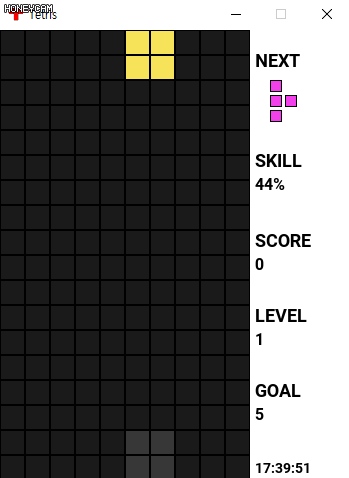 HONEYCAM
Tetris
NEXT
SKILL
44%
SCORE
0
LEVEL
1
GOAL
5
17:39:51